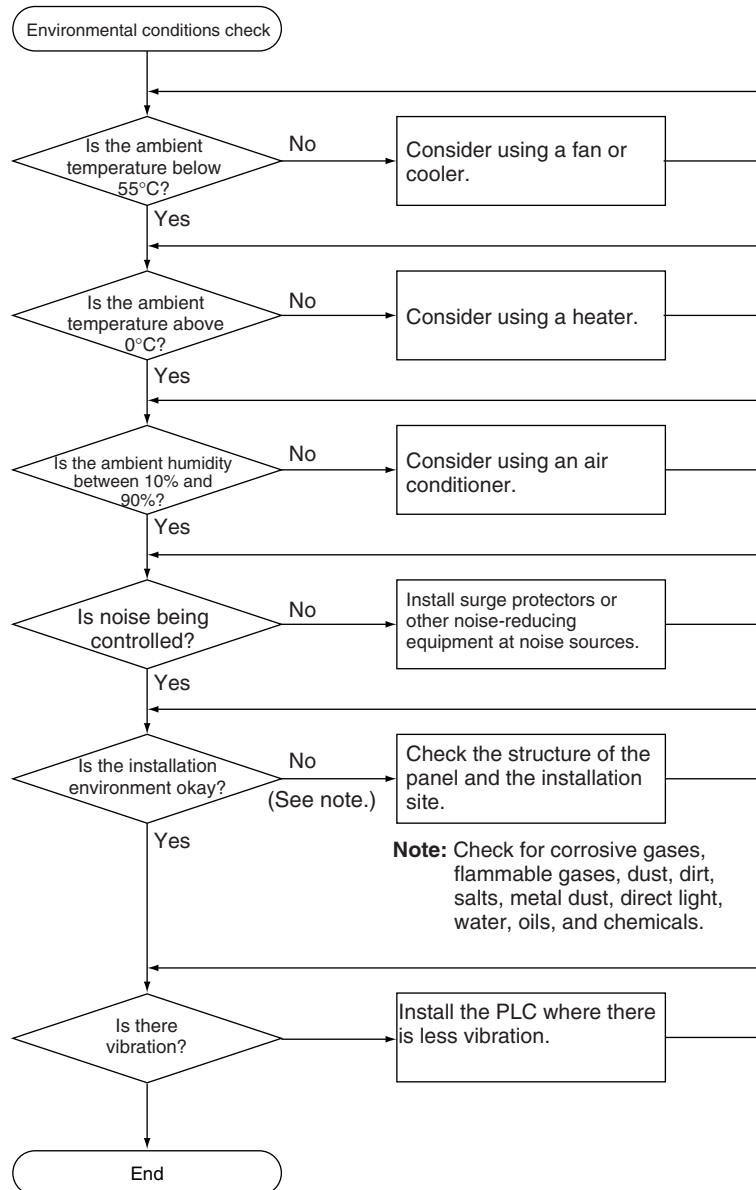 Environmental conditions check
Is the ambient
temperature below
55°C?
No
Consider using a fan or
cooler.
Yes
Is the ambient
temperature above
0°C?
No
Consider using a heater.
Yes
Is the ambient humidity
between 10% and
90%?
No
Consider using an air
conditioner.
Yes
Is noise being
controlled?
No
Install surge protectors or
other noise-reducing
equipment at noise sources.
Yes
Is the installation
environment okay?
No
(See note.)
Check the structure of the
panel and the installation
site.
Yes
Note: Check for corrosive gases,
flammable gases, dust, dirt,
salts, metal dust, direct light,
water, oils, and chemicals.
Is there
vibration?
Install the PLC where there
is less vibration.
End